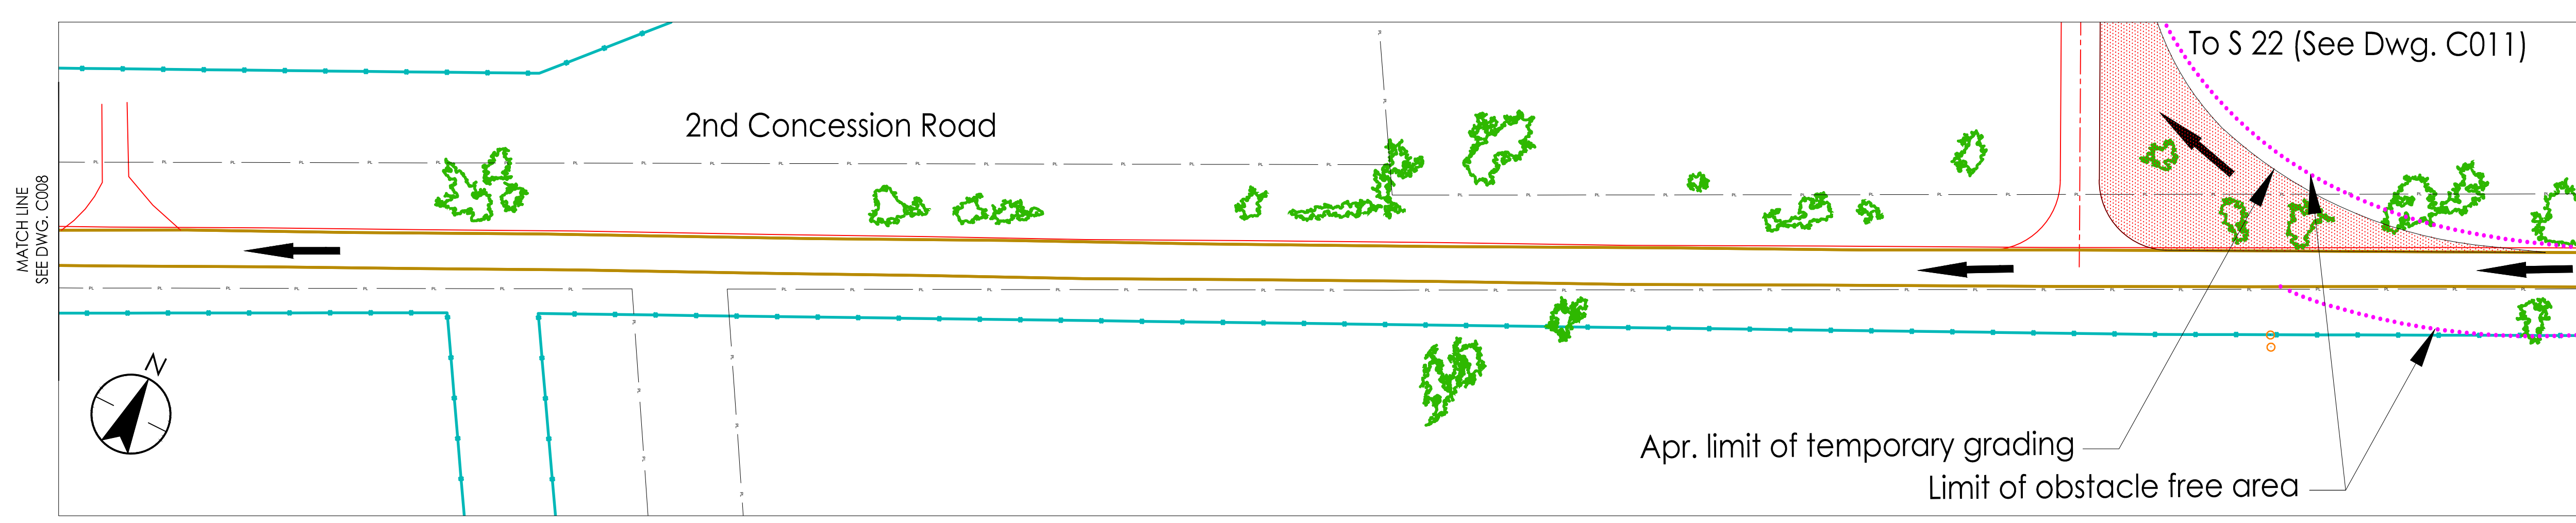 To S 22 (See Dwg. C011)
2nd Concession Road
MATCH LINE
SEE DWG. C008
N
Apr. limit of temporary grading
Limit of obstacle free area